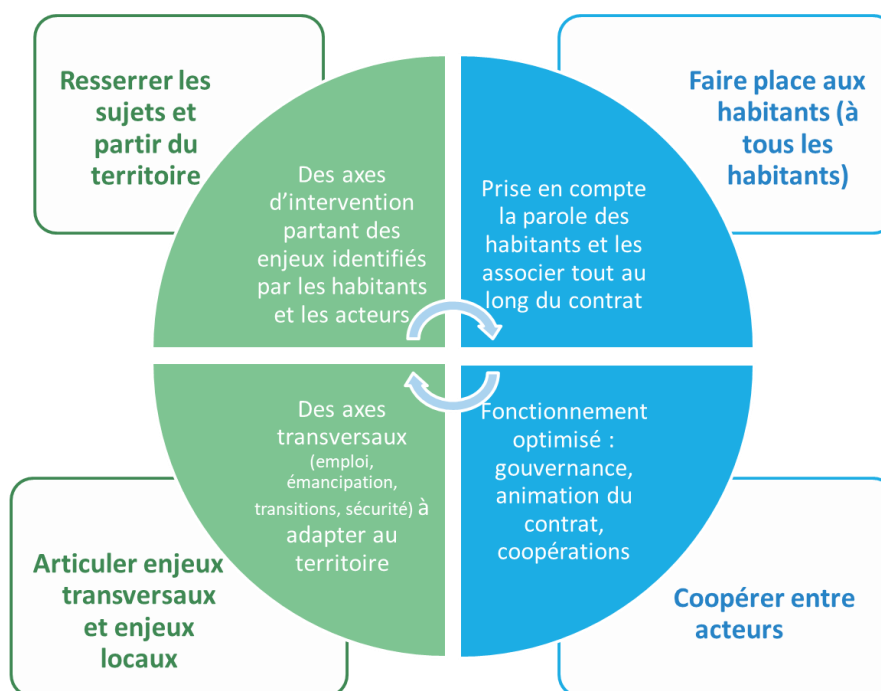 Resserrer les
sujets et
partir du
territoire
Des axes
d’intervention
partant des
enjeux identifiés
par les habitants
et les acteurs
Faire place aux
habitants (à
tous les
habitants)
Prise en compte
la parole des
habitants et les
associer tout au
long du contrat
Des axes
transversaux
(emploi,
émancipation,
transitions, sécurité) à
adapter au
territoire
Articuler enjeux
transversaux
et enjeux
locaux
Fonctionnement
optimisé :
gouvernance,
animation du
contrat,
coopérations
Coopérer entre
acteurs